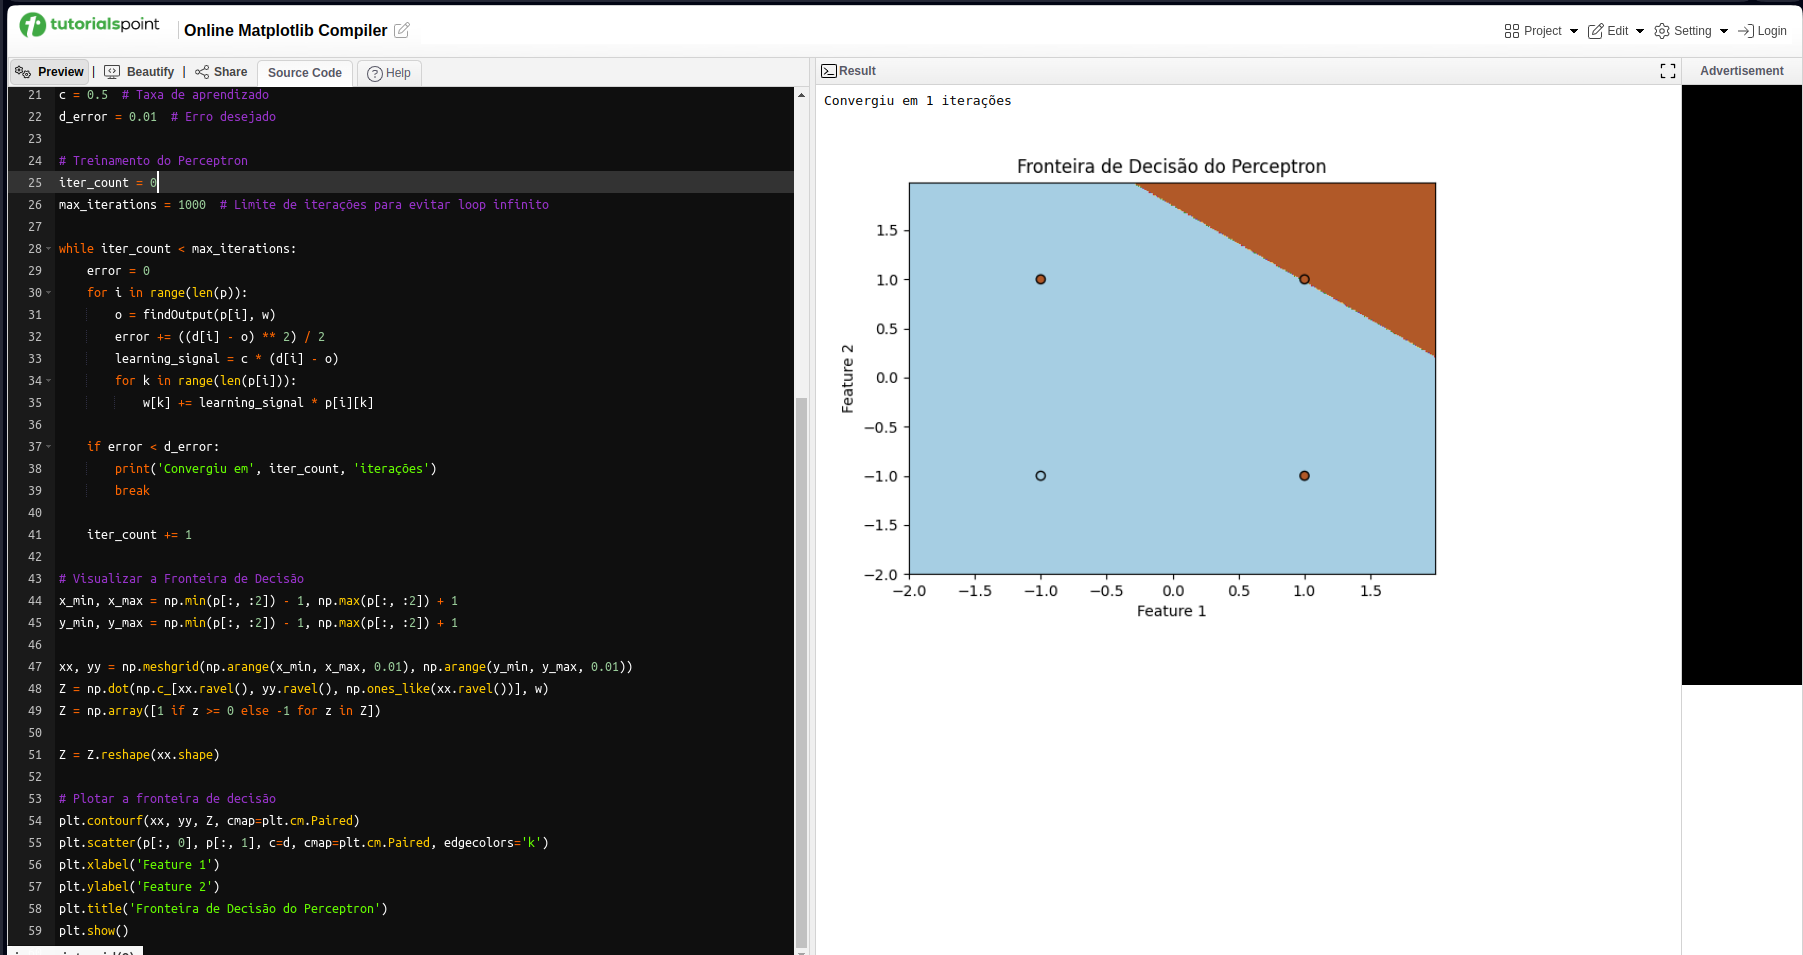 tutorialspoint
Online Matplotlib Compiler
Project
Edit
Setting
Login
Preview | Beautify | Share
Source Code
Help
Result
Advertisement
21 c = 0.5  # Taxa de aprendizado
22 d_error = 0.01  # Erro desejado
23
24 # Treinamento do Perceptron
25 iter_count = 0
26 max_iterations = 1000  # Limite de iterações para evitar loop infinito
27
28 while iter_count < max_iterations:
29     error = 0
30     for i in range(len(p)):
31         o = findOutput(p[i], w)
32         error += ((d[i] - o) ** 2) / 2
33         learning_signal = c * (d[i] - o)
34         for k in range(len(p[i])):
35             w[k] += learning_signal * p[i][k]
36
37     if error < d_error:
38         print('Convergiu em', iter_count, 'iterações')
39         break
40
41     iter_count += 1
42
43 # Visualizar a Fronteira de Decisão
44 x_min, x_max = np.min(p[:, :2]) - 1, np.max(p[:, :2]) + 1
45 y_min, y_max = np.min(p[:, :2]) - 1, np.max(p[:, :2]) + 1
46
47 xx, yy = np.meshgrid(np.arange(x_min, x_max, 0.01), np.arange(y_min, y_max, 0.01))
48 Z = np.dot(np.c_[xx.ravel(), yy.ravel(), np.ones_like(xx.ravel())], w)
49 Z = np.array([1 if z >= 0 else -1 for z in Z])
50
51 Z = Z.reshape(xx.shape)
52
53 # Plotar a fronteira de decisão
54 plt.contourf(xx, yy, Z, cmap=plt.cm.Paired)
55 plt.scatter(p[:, 0], p[:, 1], c=d, cmap=plt.cm.Paired, edgecolors='k')
56 plt.xlabel('Feature 1')
57 plt.ylabel('Feature 2')
58 plt.title('Fronteira de Decisão do Perceptron')
59 plt.show()
Convergiu em 1 iterações
Fronteira de Decisão do Perceptron
Feature 2
1.5
1.0
0.5
0.0
−0.5
−1.0
−1.5
−2.0
−2.0 −1.5 −1.0 −0.5 0.0 0.5 1.0 1.5
Feature 1